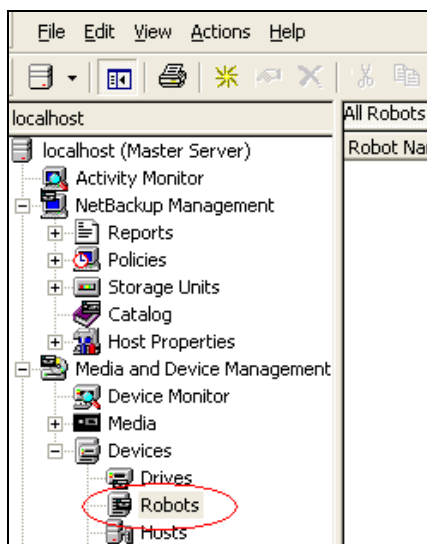 File Edit View Actions Help
localhost
All Robots
Robot Na
localhost (Master Server)
Activity Monitor
NetBackup Management
Reports
Policies
Storage Units
Catalog
Host Properties
Media and Device Management
Device Monitor
Media
Devices
Drives
Robots
Hosts